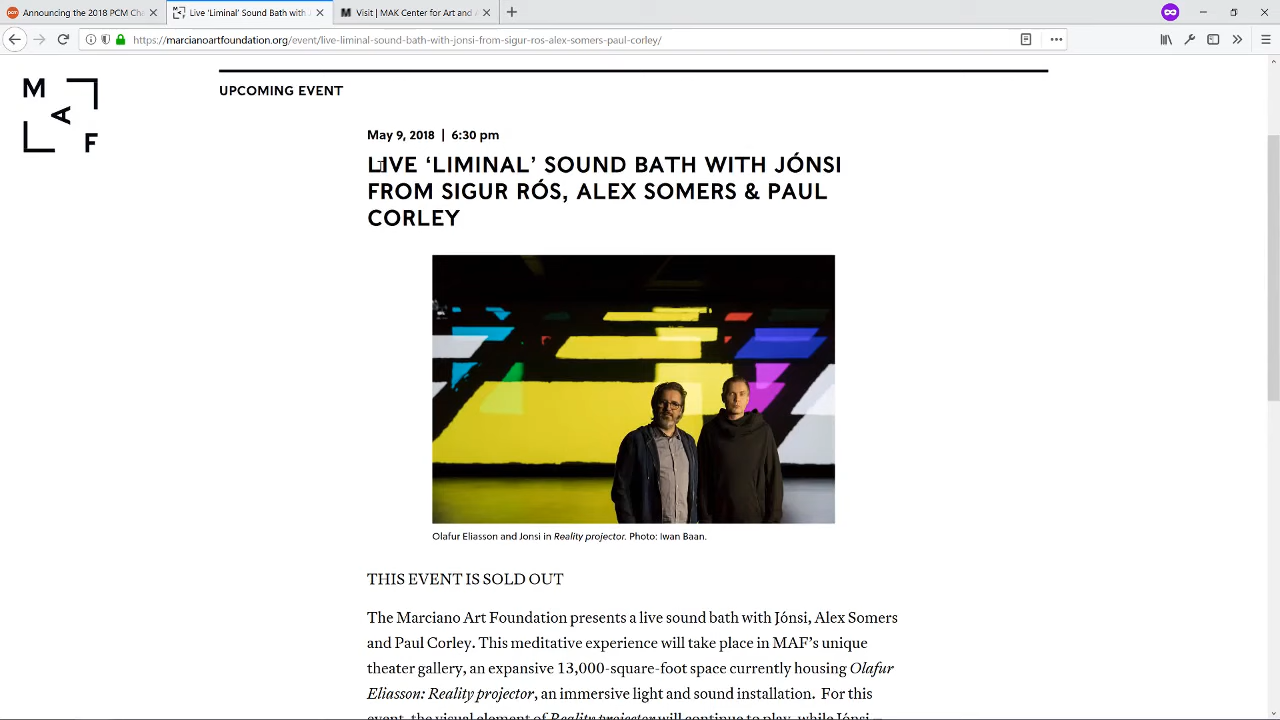 Announcing the 2018 PCM Ch
Live 'Liminal' Sound Bath with
Visit | MAK Center for Art and
https://marcianoartfoundation.org/event/live-liminal-sound-bath-with-jonsi-from-sigur-ros-alex-somers-paul-corley/
M
A
F
UPCOMING EVENT
May 9, 2018 | 6:30 pm
LIVE ‘LIMINAL’ SOUND BATH WITH JÓNSI
FROM SIGUR RÓS, ALEX SOMERS & PAUL
CORLEY
Olafur Eliasson and Jonsi in Reality projector. Photo: Iwan Baan.
THIS EVENT IS SOLD OUT
The Marciano Art Foundation presents a live sound bath with Jónsi, Alex Somers
and Paul Corley. This meditative experience will take place in MAF’s unique
theater gallery, an expansive 13,000-square-foot space currently housing Olafur
Eliasson: Reality projector, an immersive light and sound installation. For this
event, the visual element of Reality projector will continue to play, while Jónsi –